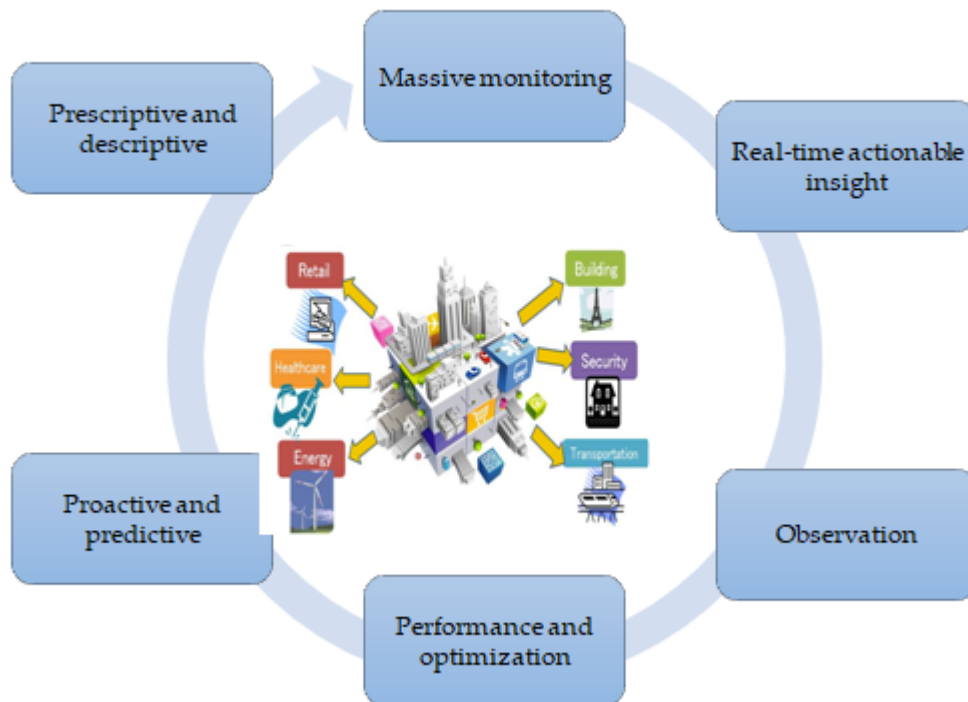 Massive monitoring
Prescriptive and
descriptive
Real-time actionable
insight
Retail
Building
Healthcare
Security
Energy
Transportation
Proactive and
predictive
Observation
Performance and
optimization